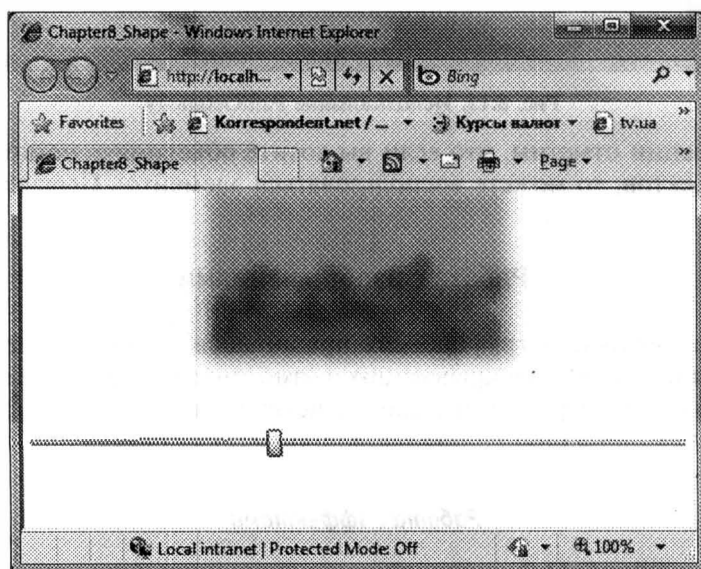 Chapter8_Shape - Windows Internet Explorer
http://localh...
Bing
Favorites
Korrespondent.net / ...
Курсы валют
tv.ua
Chapter8_Shape
Page
Local intranet | Protected Mode: Off
100%